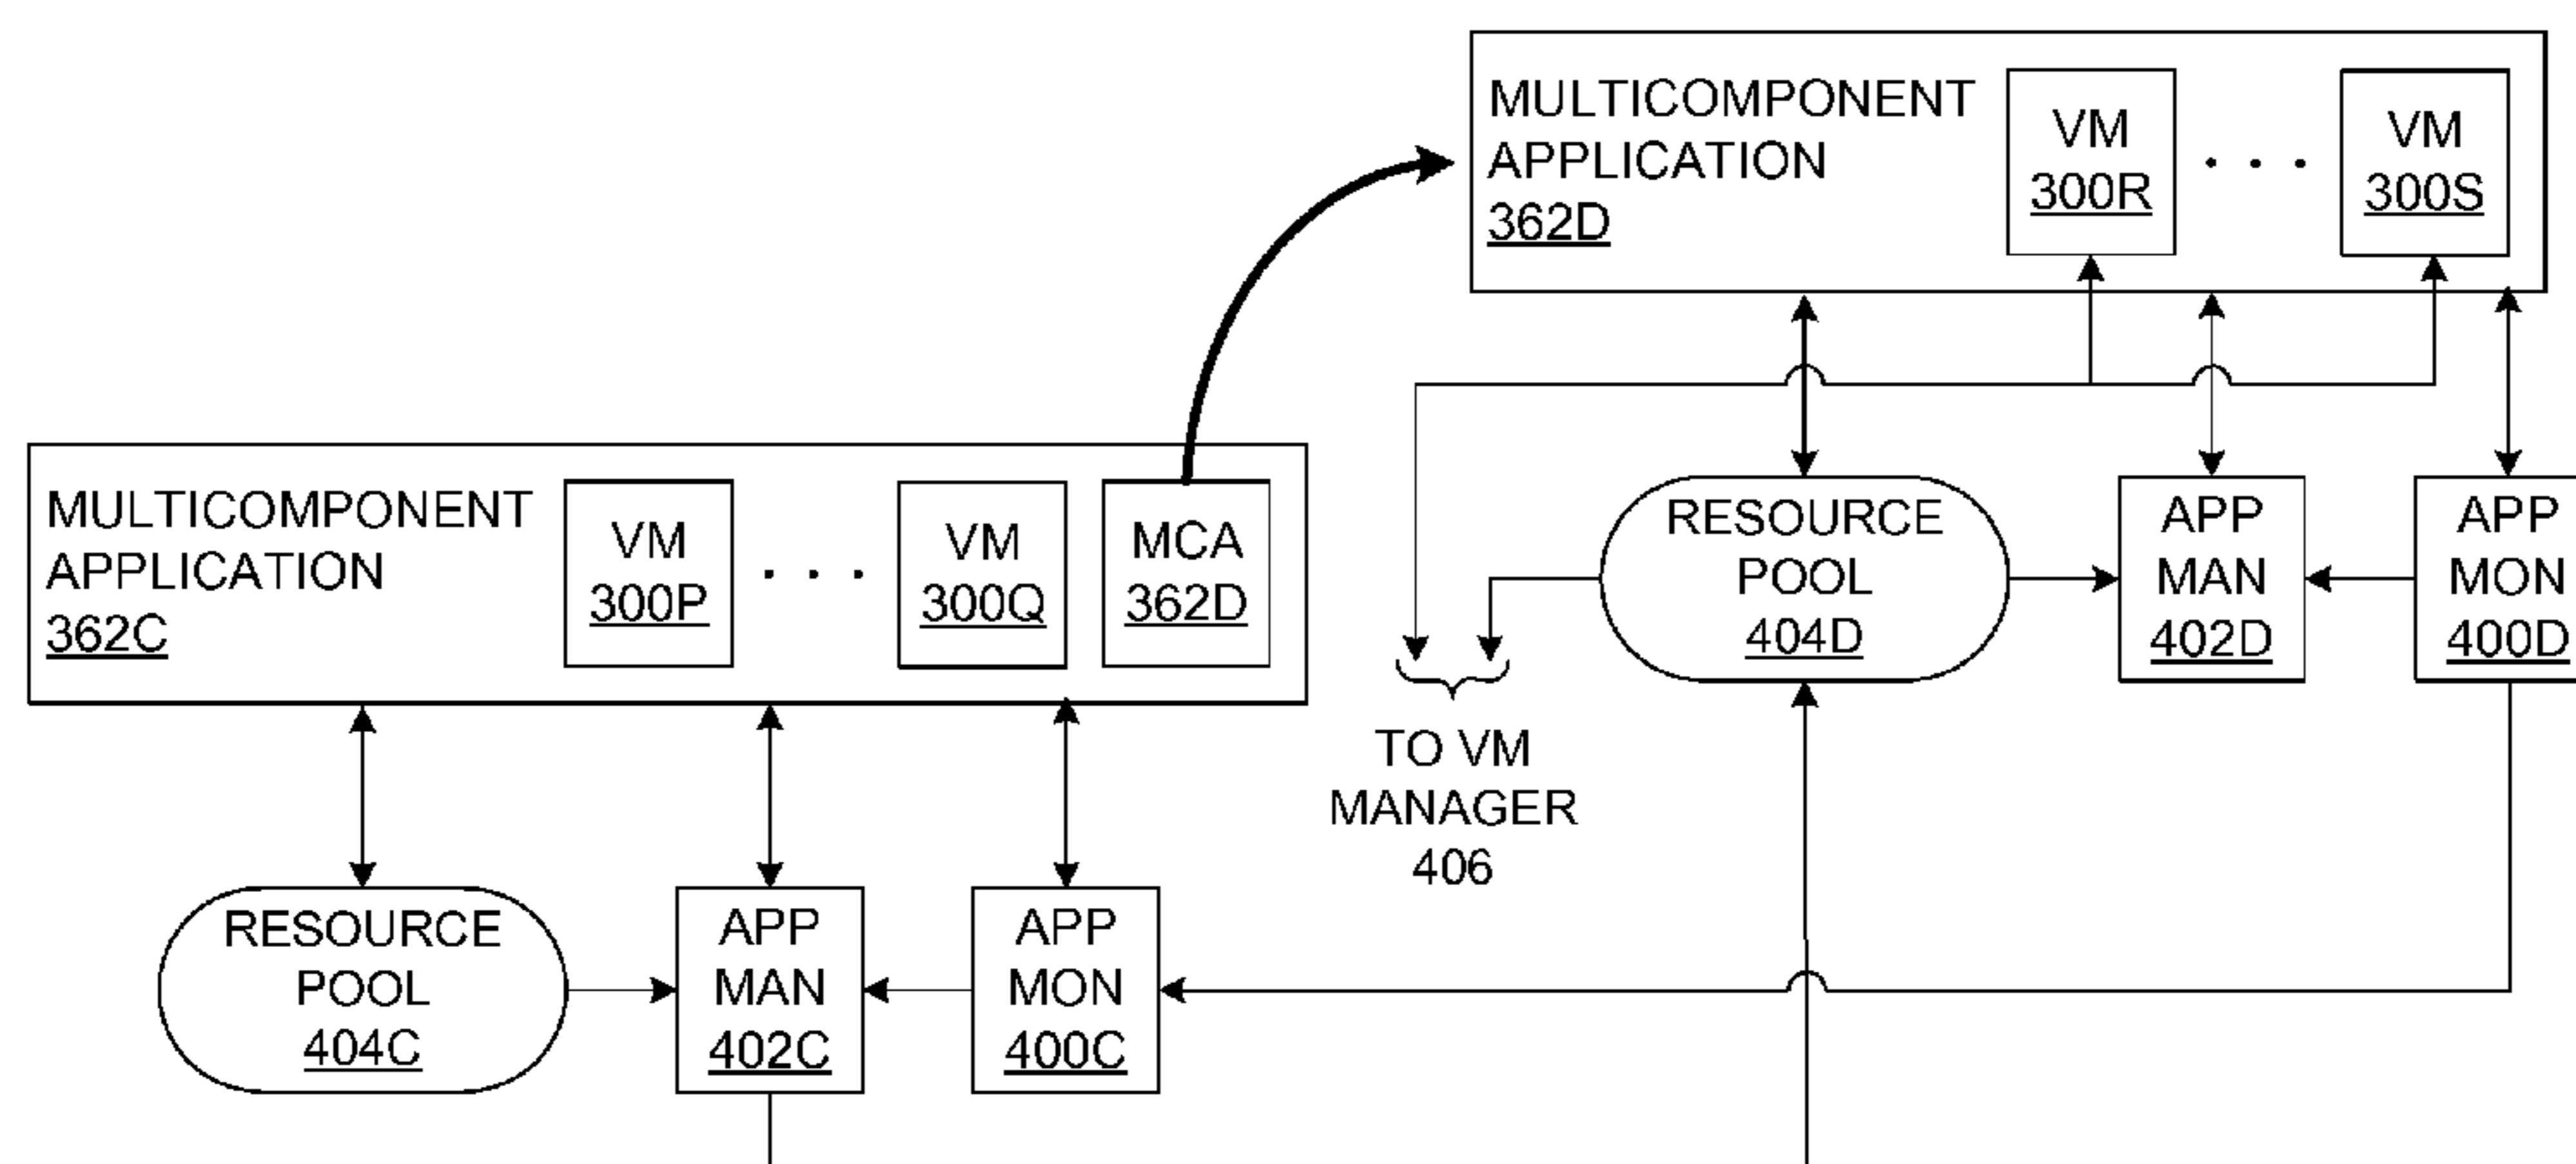 MULTICOMPONENT
APPLICATION
362D
VM
300R
VM
300S
MULTICOMPONENT
APPLICATION
362C
VM
300P
VM
300Q
MCA
362D
RESOURCE
POOL
404D
APP
MAN
402D
APP
MON
400D
TO VM
MANAGER
406
RESOURCE
POOL
404C
APP
MAN
402C
APP
MON
400C